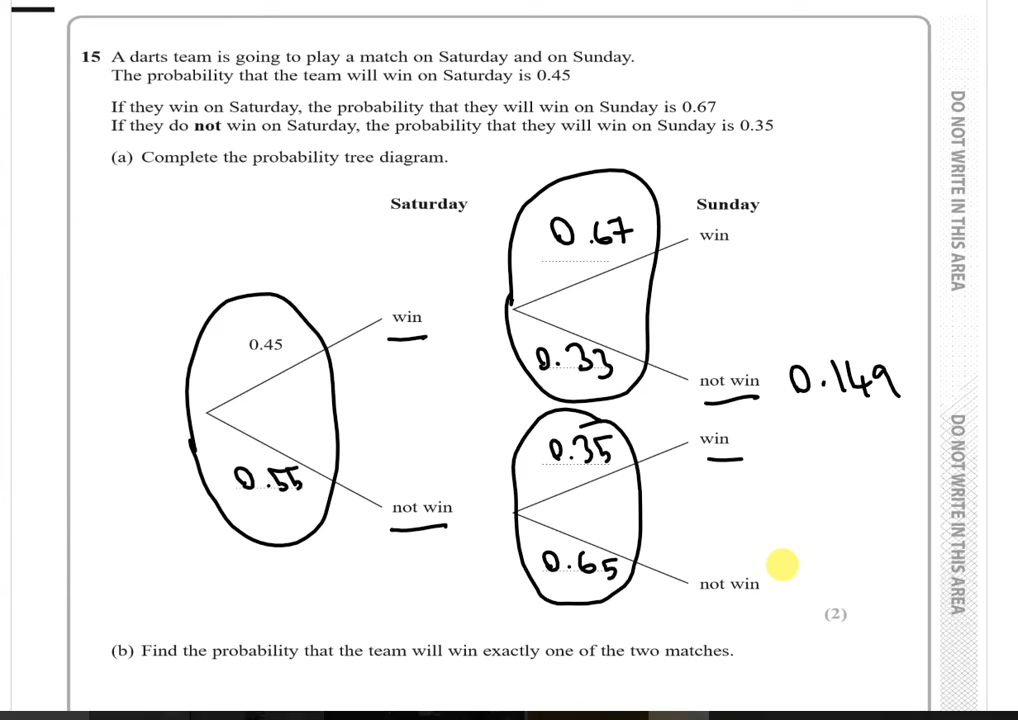 15 A darts team is going to play a match on Saturday and on Sunday.
The probability that the team will win on Saturday is 0.45
If they win on Saturday, the probability that they will win on Sunday is 0.67
If they do not win on Saturday, the probability that they will win on Sunday is 0.35
(a) Complete the probability tree diagram.
Saturday
Sunday
0.67
win
win
0.45
0.33
not win 0.149
0.35
win
0.55
not win
0.65
not win
(2)
(b) Find the probability that the team will win exactly one of the two matches.
DO NOT WRITE IN THIS AREA
DO NOT WRITE IN THIS AREA